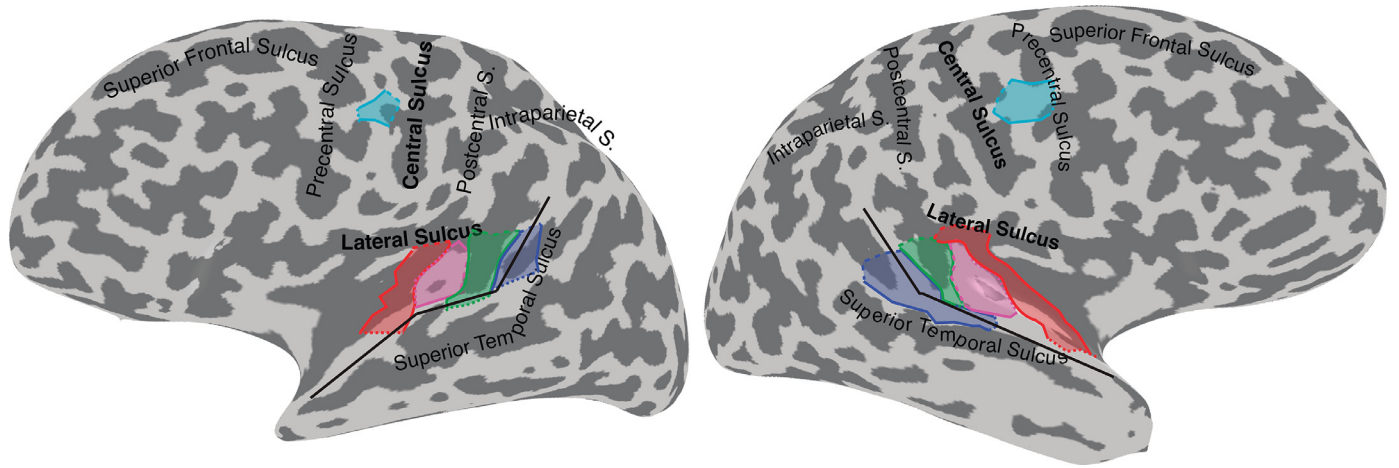 Superior Frontal Sulcus
Precentral Sulcus
Central Sulcus
Postcentral S.
Intraparietal S.
Lateral Sulcus
Superior Temporal Sulcus
Intraparietal S.
Postcentral S.
Central Sulcus
Precentral Sulcus
Superior Frontal Sulcus
Lateral Sulcus
Superior Temporal Sulcus